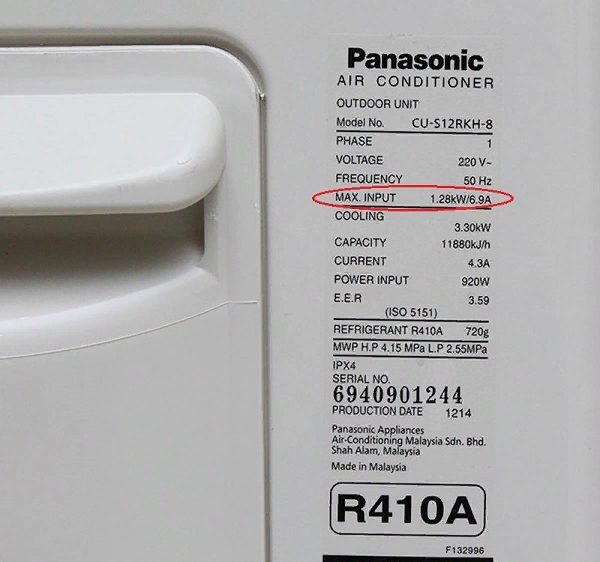 Panasonic
AIR CONDITIONER
OUTDOOR UNIT
Model No. CU-S12RKH-8
PHASE 1
VOLTAGE 220 V~
FREQUENCY 50 Hz
MAX. INPUT 1.28kW/6.9A
COOLING
3.30kW
CAPACITY 11880kJ/h
CURRENT 4.3A
POWER INPUT 920W
E.E.R 3.59
(ISO 5151)
REFRIGERANT R410A 720g
MWP H.P 4.15 MPa L.P 2.55MPa
IPX4
SERIAL NO.
6940901244
PRODUCTION DATE 1214
Panasonic Appliances
Air-Conditioning Malaysia Sdn. Bhd.
Shah Alam, Malaysia
Made in Malaysia
R410A
F132996